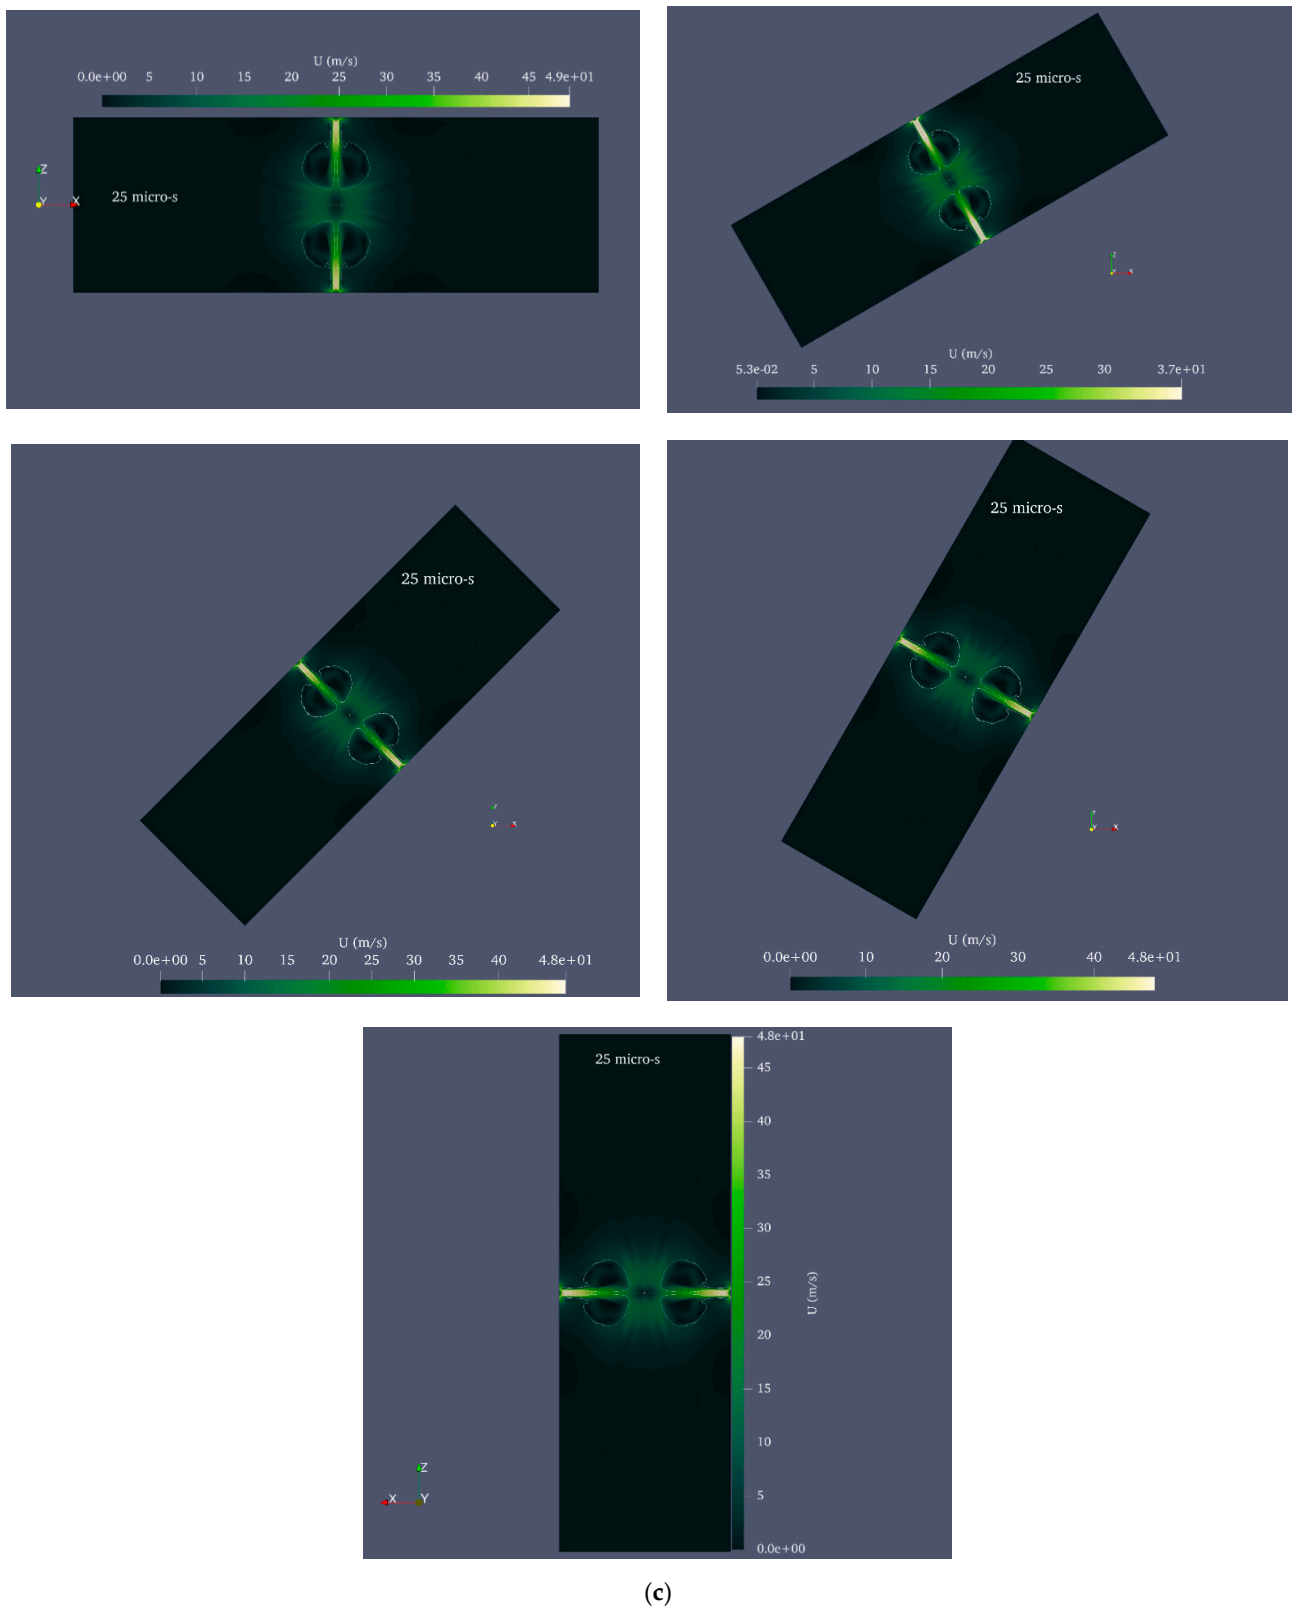 U (m/s)
0.0e+00 5 10 15 20 25 30 35 40 45 4.9e+01
Z
Y X
25 micro-s
25 micro-s
Z
Y X
U (m/s)
5.3e-02 5 10 15 20 25 30 3.7e+01
25 micro-s
Z
Y X
U (m/s)
0.0e+00 5 10 15 20 25 30 35 40 4.8e+01
25 micro-s
Z
Y X
U (m/s)
0.0e+00 10 20 30 40 4.8e+01
25 micro-s
4.8e+01
45
40
35
30
25
20
15
10
5
0.0e+00
U (m/s)
Z
X Y
(c)